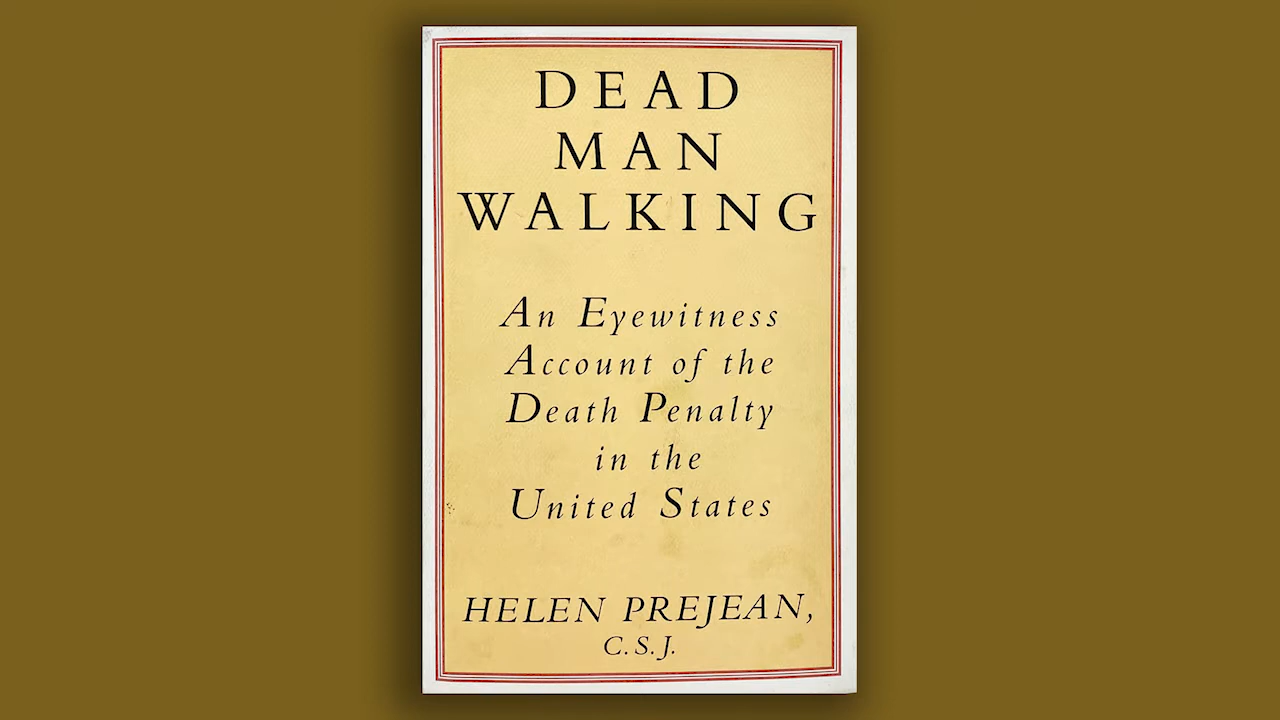 DEAD
MAN
WALKING
An Eyewitness
Account of the
Death Penalty
in the
United States
HELEN PREJEAN,
C.S.J.